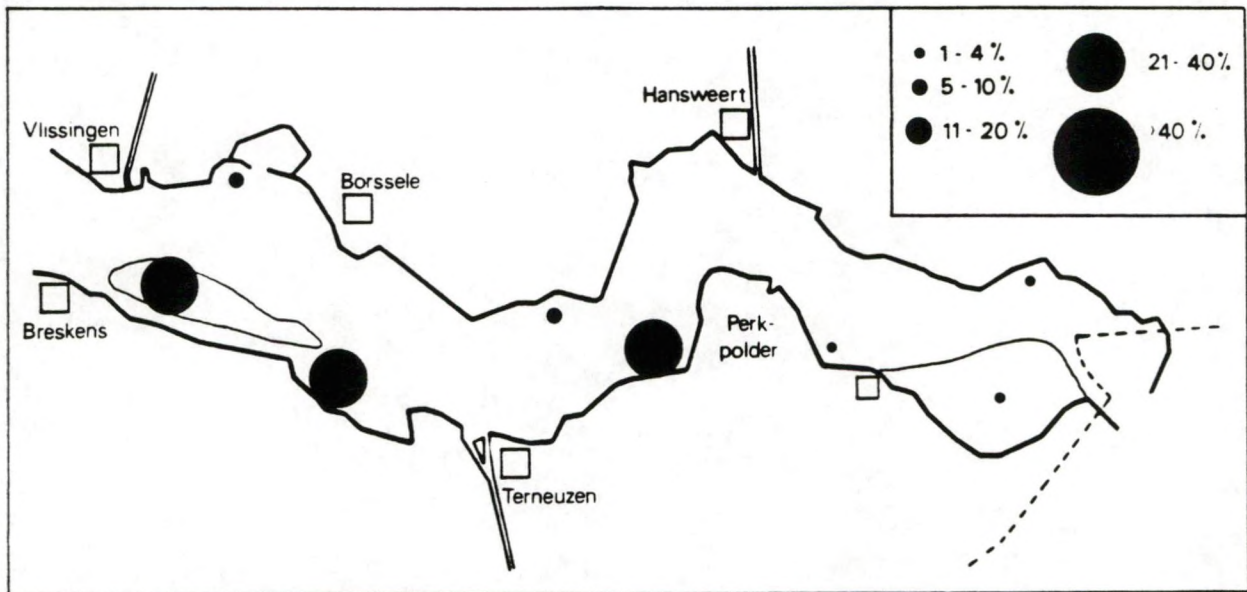 1 - 4 %
5 - 10 %
11 - 20 %
21 - 40 %
>40 %
Vlissingen
Hansweert
Borssele
Breskens
Perk-
polder
Terneuzen